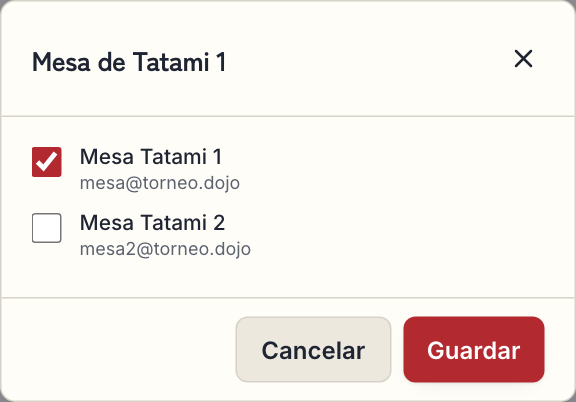 Mesa de Tatami 1
Mesa Tatami 1
mesa@torneo.dojo
Mesa Tatami 2
mesa2@torneo.dojo
Cancelar
Guardar